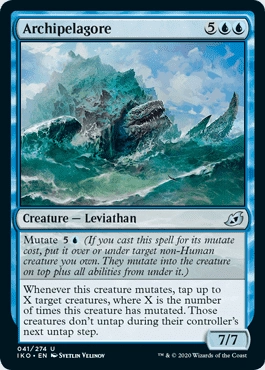 Archipelagore 5
Creature — Leviathan
Mutate 5 (If you cast this spell for its mutate
cost, put it over or under target non-Human
creature you own. They mutate into the creature
on top plus all abilities from under it.)
Whenever this creature mutates, tap up to
X target creatures, where X is the number
of times this creature has mutated. Those
creatures don't untap during their controller's
next untap step.
7/7
041/274 U
IKO • EN SVETLIN VELINOV
™ & © 2020 Wizards of the Coast